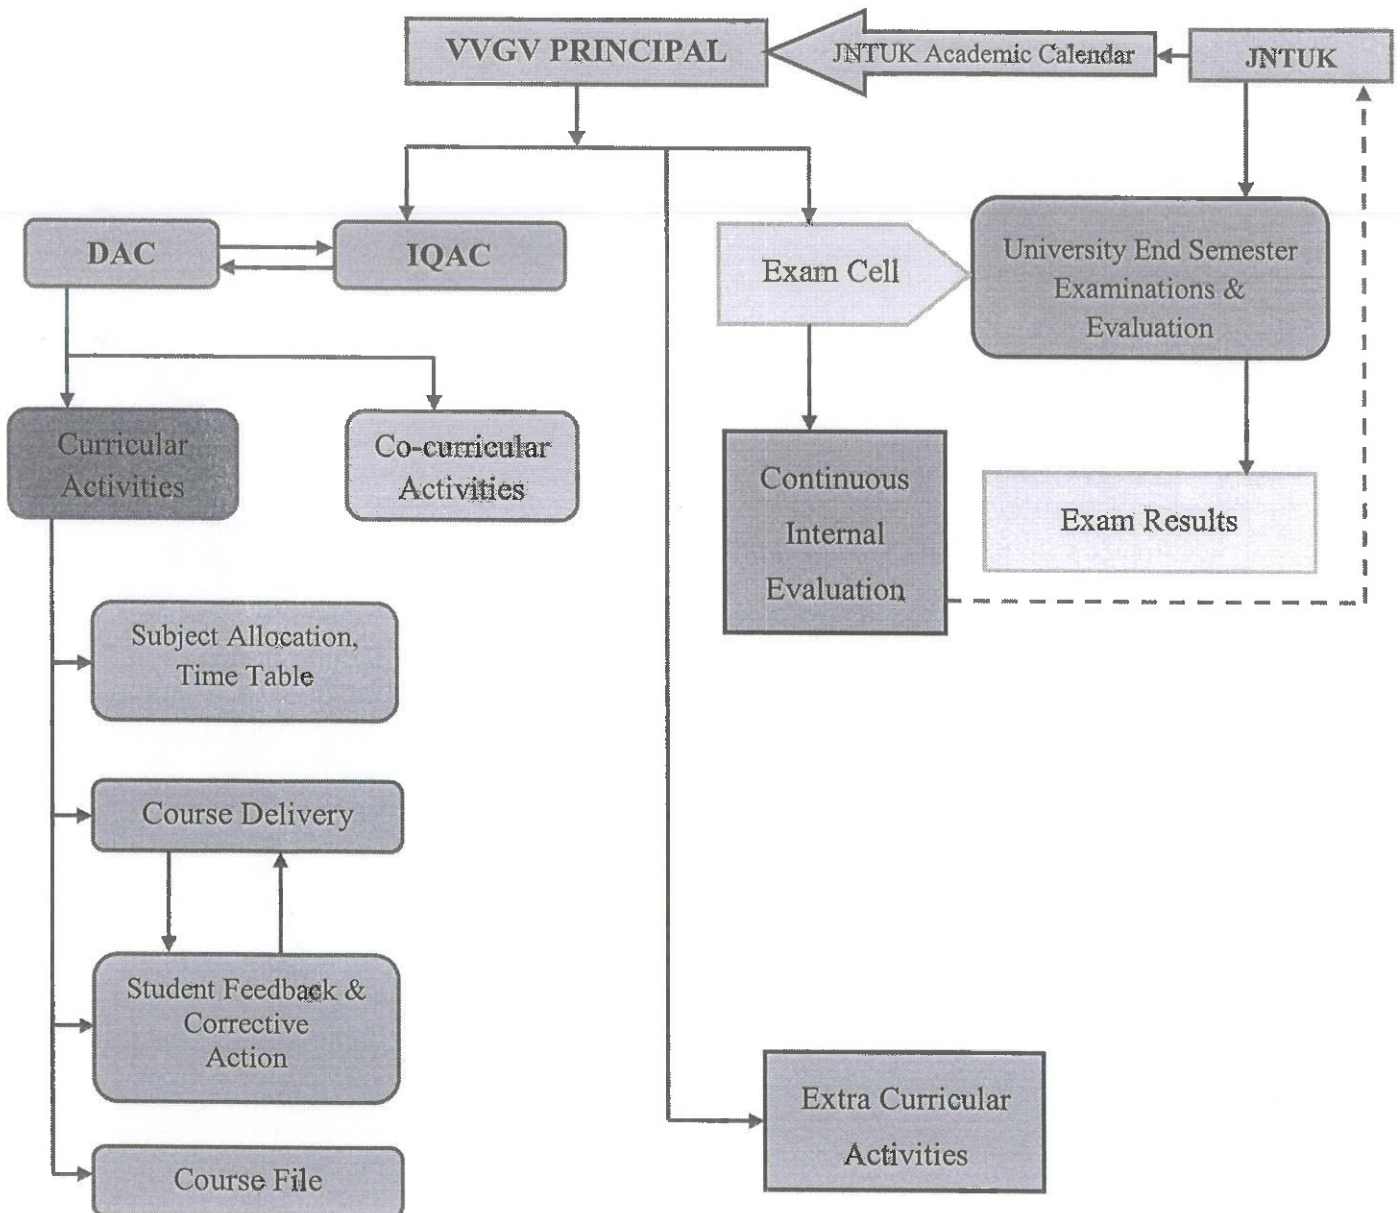 VVGV PRINCIPAL
JNTUK Academic Calendar
JNTUK
DAC
IQAC
Exam Cell
University End Semester
Examinations &
Evaluation
Curricular
Activities
Co-curricular
Activities
Continuous
Internal
Evaluation
Exam Results
Subject Allocation,
Time Table
Course Delivery
Student Feedback &
Corrective
Action
Extra Curricular
Activities
Course File